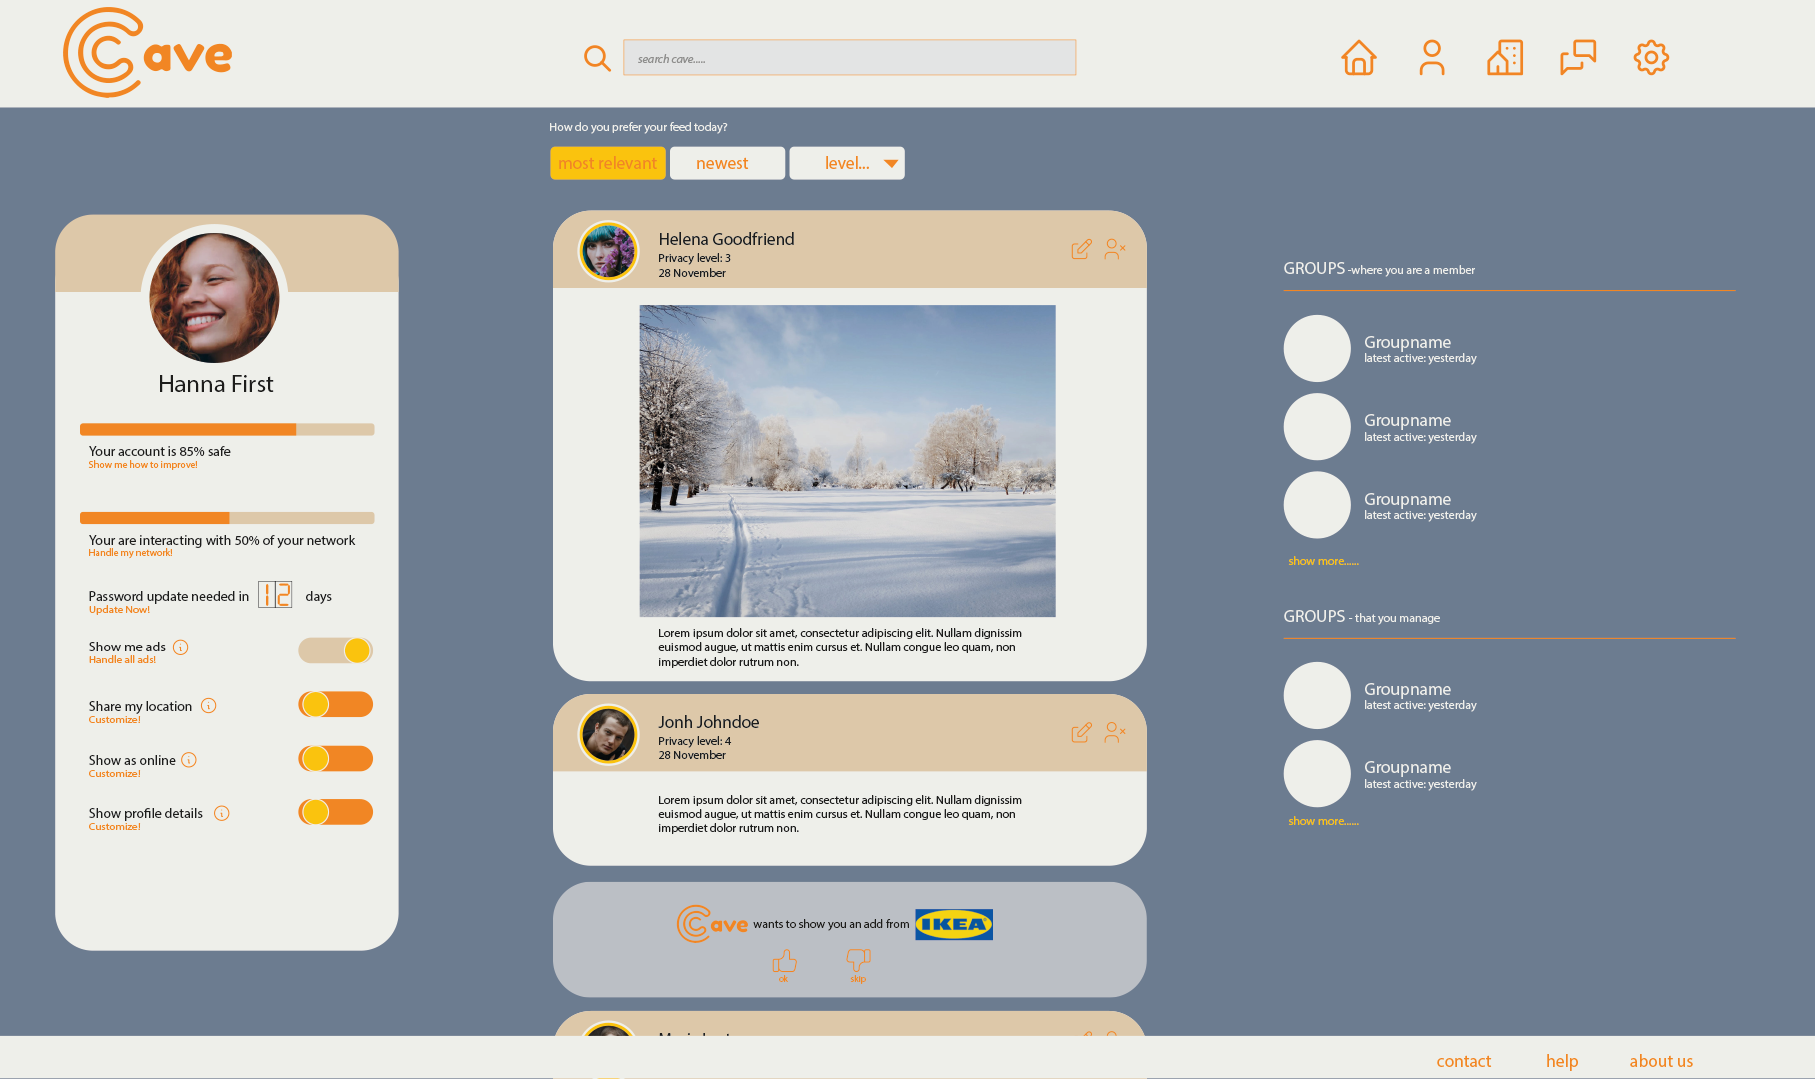 Cave
search cave.....
How do you prefer your feed today?
most relevant
newest
level...
Hanna First
Your account is 85% safe
Show me how to improve!
Your are interacting with 50% of your network
Handle my network!
Password update needed in 12 days
Update Now!
Show me ads
Handle all ads!
Share my location
Customize!
Show as online
Customize!
Show profile details
Customize!
Helena Goodfriend
Privacy level: 3
28 November
Lorem ipsum dolor sit amet, consectetur adipiscing elit. Nullam dignissim
euismod augue, ut mattis enim cursus et. Nullam congue leo quam, non
imperdiet dolor rutrum non.
Jonh Johndoe
Privacy level: 4
28 November
Lorem ipsum dolor sit amet, consectetur adipiscing elit. Nullam dignissim
euismod augue, ut mattis enim cursus et. Nullam congue leo quam, non
imperdiet dolor rutrum non.
Cave wants to show you an add from IKEA
ok
skip
GROUPS -where you are a member
Groupname
latest active: yesterday
Groupname
latest active: yesterday
Groupname
latest active: yesterday
show more......
GROUPS - that you manage
Groupname
latest active: yesterday
Groupname
latest active: yesterday
show more......
contact
help
about us